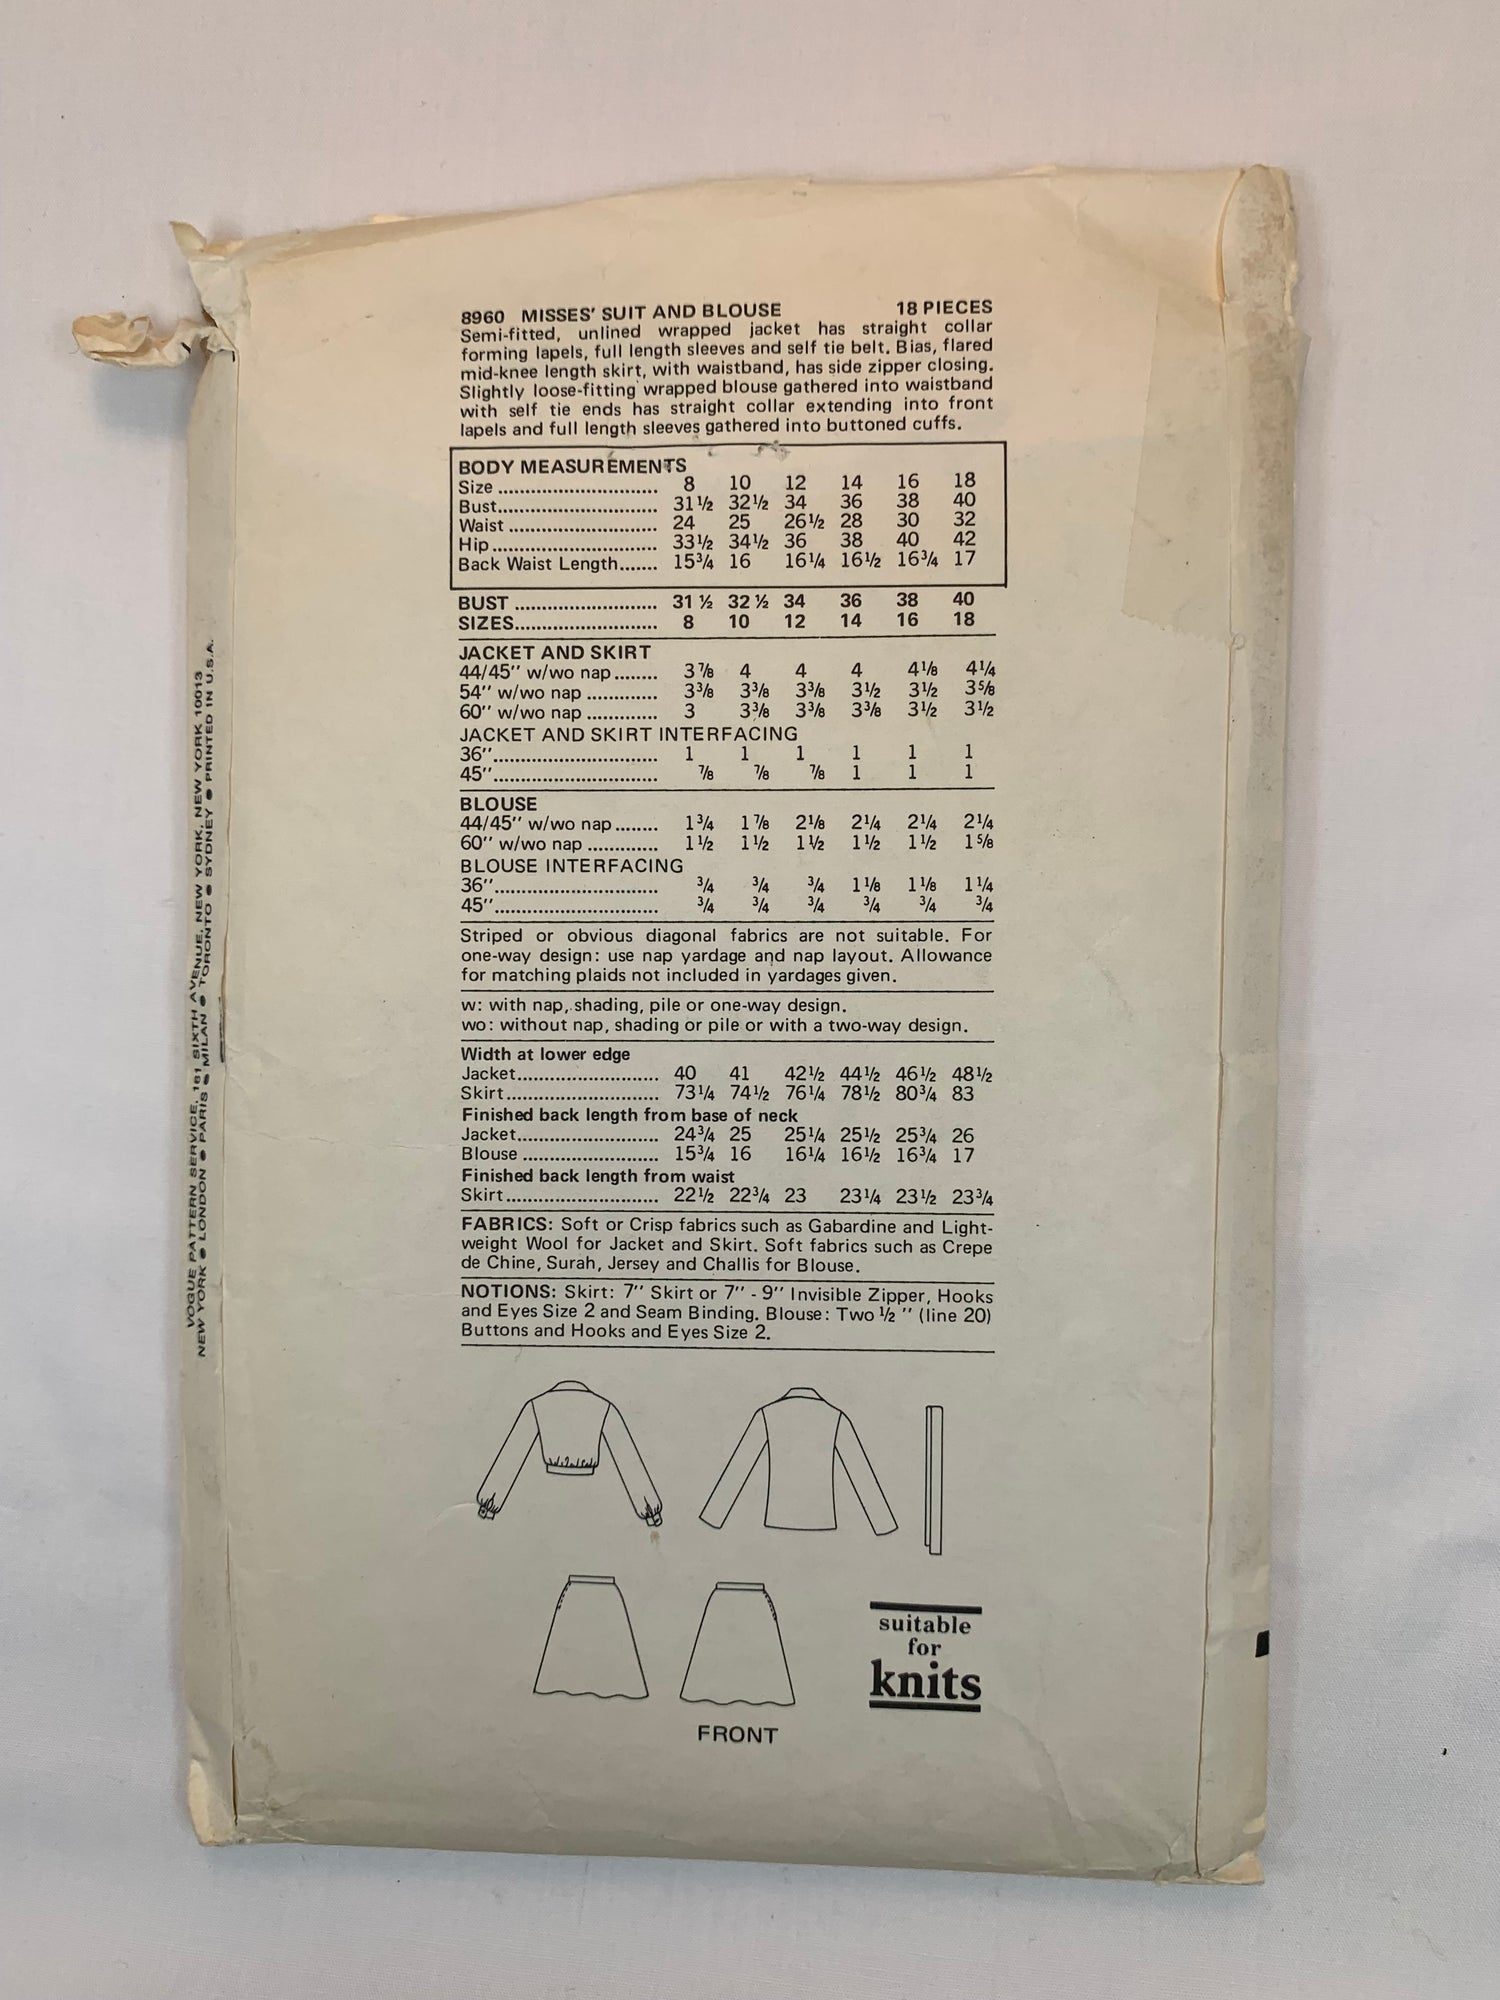 8960 MISSES' SUIT AND BLOUSE 18 PIECES
Semi-fitted, unlined wrapped jacket has straight collar
forming lapels, full length sleeves and self tie belt. Bias, flared
mid-knee length skirt, with waistband, has side zipper closing.
Slightly loose-fitting wrapped blouse gathered into waistband
with self tie ends has straight collar extending into front
lapels and full length sleeves gathered into buttoned cuffs.
BODY MEASUREMENTS
Size ............................. 8 10 12 14 16 18
Bust.............................. 31½ 32½ 34 36 38 40
Waist ........................... 24 25 26½ 28 30 32
Hip .............................. 33½ 34½ 36 38 40 42
Back Waist Length....... 15¾ 16 16¼ 16½ 16¾ 17
BUST .......................... 31 ½ 32 ½ 34 36 38 40
SIZES.......................... 8 10 12 14 16 18
JACKET AND SKIRT
44/45'' w/wo nap........ 3⅞ 4 4 4 4⅛ 4¼
54'' w/wo nap ............. 3⅜ 3⅜ 3⅜ 3½ 3½ 3⅝
60'' w/wo nap ............. 3 3⅜ 3⅜ 3⅜ 3½ 3½
JACKET AND SKIRT INTERFACING
36''.............................. 1 1 1 1 1 1
45''.............................. ⅞ ⅞ ⅞ 1 1 1
BLOUSE
44/45'' w/wo nap........ 1¾ 1⅞ 2⅛ 2¼ 2¼ 2¼
60'' w/wo nap ............. 1½ 1½ 1½ 1½ 1½ 1⅝
BLOUSE INTERFACING
36''.............................. ¾ ¾ ¾ 1⅛ 1⅛ 1¼
45''.............................. ¾ ¾ ¾ ¾ ¾ ¾
Striped or obvious diagonal fabrics are not suitable. For
one-way design: use nap yardage and nap layout. Allowance
for matching plaids not included in yardages given.
w: with nap, shading, pile or one-way design.
wo: without nap, shading or pile or with a two-way design.
Width at lower edge
Jacket.......................... 40 41 42½ 44½ 46½ 48½
Skirt............................ 73¼ 74½ 76¼ 78½ 80¾ 83
Finished back length from base of neck
Jacket.......................... 24¾ 25 25¼ 25½ 25¾ 26
Blouse ......................... 15¾ 16 16¼ 16½ 16¾ 17
Finished back length from waist
Skirt............................ 22½ 22¾ 23 23¼ 23½ 23¾
FABRICS: Soft or Crisp fabrics such as Gabardine and Light-
weight Wool for Jacket and Skirt. Soft fabrics such as Crepe
de Chine, Surah, Jersey and Challis for Blouse.
NOTIONS: Skirt: 7'' Skirt or 7'' - 9'' Invisible Zipper, Hooks
and Eyes Size 2 and Seam Binding. Blouse: Two ½ '' (line 20)
Buttons and Hooks and Eyes Size 2.
suitable
for
knits
FRONT
VOGUE PATTERN SERVICE, 161 SIXTH AVENUE, NEW YORK, NEW YORK 10013
NEW YORK ● LONDON ● PARIS ● MILAN ● TORONTO ● SYDNEY ● PRINTED IN U.S.A.